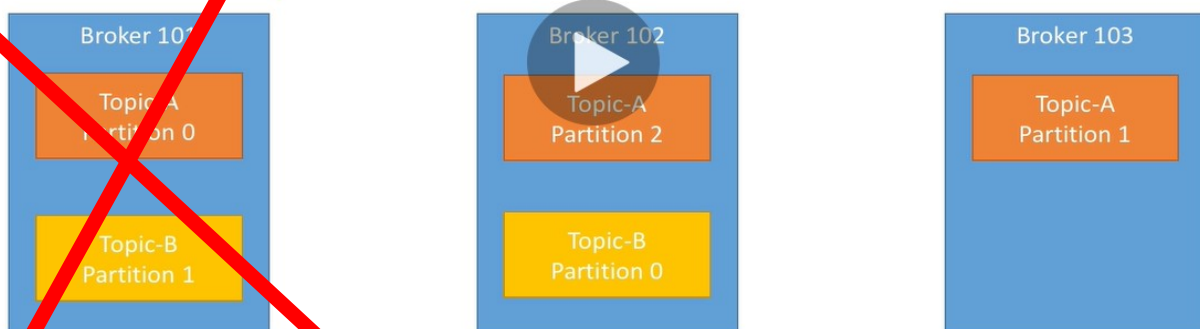 Broker 101
Topic-A
Partition 0
Topic-B
Partition 1
Broker 102
Topic-A
Partition 2
Topic-B
Partition 0
Broker 103
Topic-A
Partition 1